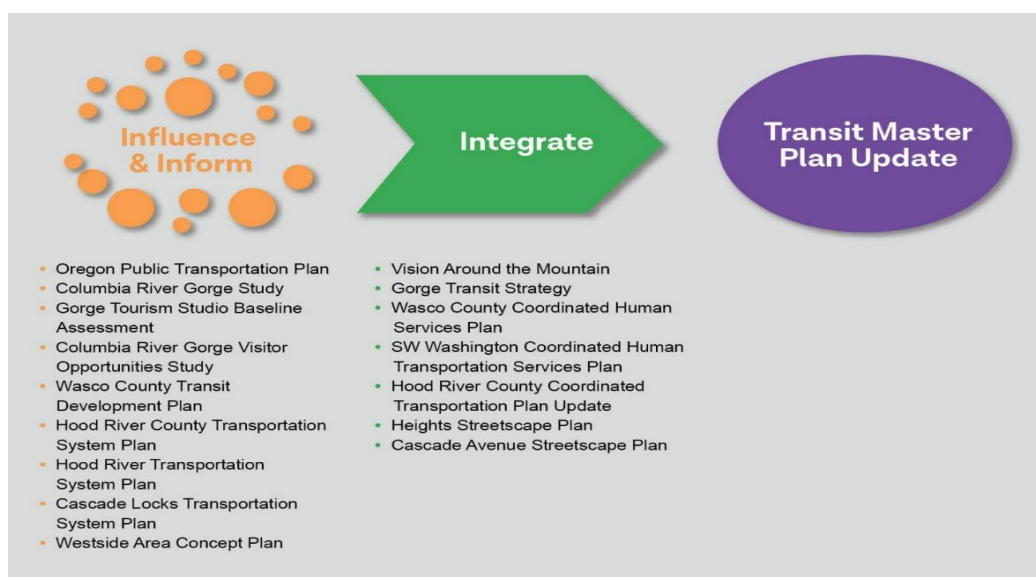 Influence
& Inform
Integrate
Transit Master
Plan Update
• Oregon Public Transportation Plan
• Columbia River Gorge Study
• Gorge Tourism Studio Baseline
Assessment
• Columbia River Gorge Visitor
Opportunities Study
• Wasco County Transit
Development Plan
• Hood River County Transportation
System Plan
• Hood River Transportation
System Plan
• Cascade Locks Transportation
System Plan
• Westside Area Concept Plan
• Vision Around the Mountain
• Gorge Transit Strategy
• Wasco County Coordinated Human
Services Plan
• SW Washington Coordinated Human
Transportation Services Plan
• Hood River County Coordinated
Transportation Plan Update
• Heights Streetscape Plan
• Cascade Avenue Streetscape Plan